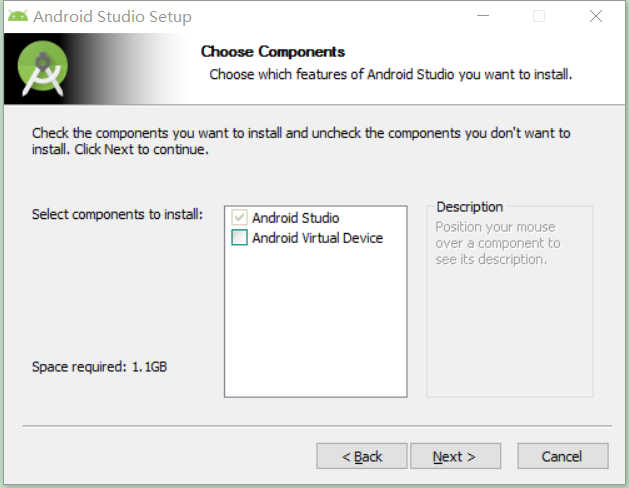 Android Studio Setup
Choose Components
Choose which features of Android Studio you want to install.
Check the components you want to install and uncheck the components you don't want to
install. Click Next to continue.
Select components to install:
Android Studio
Android Virtual Device
Description
Position your mouse
over a component to
see its description.
Space required: 1.1GB
< Back
Next >
Cancel